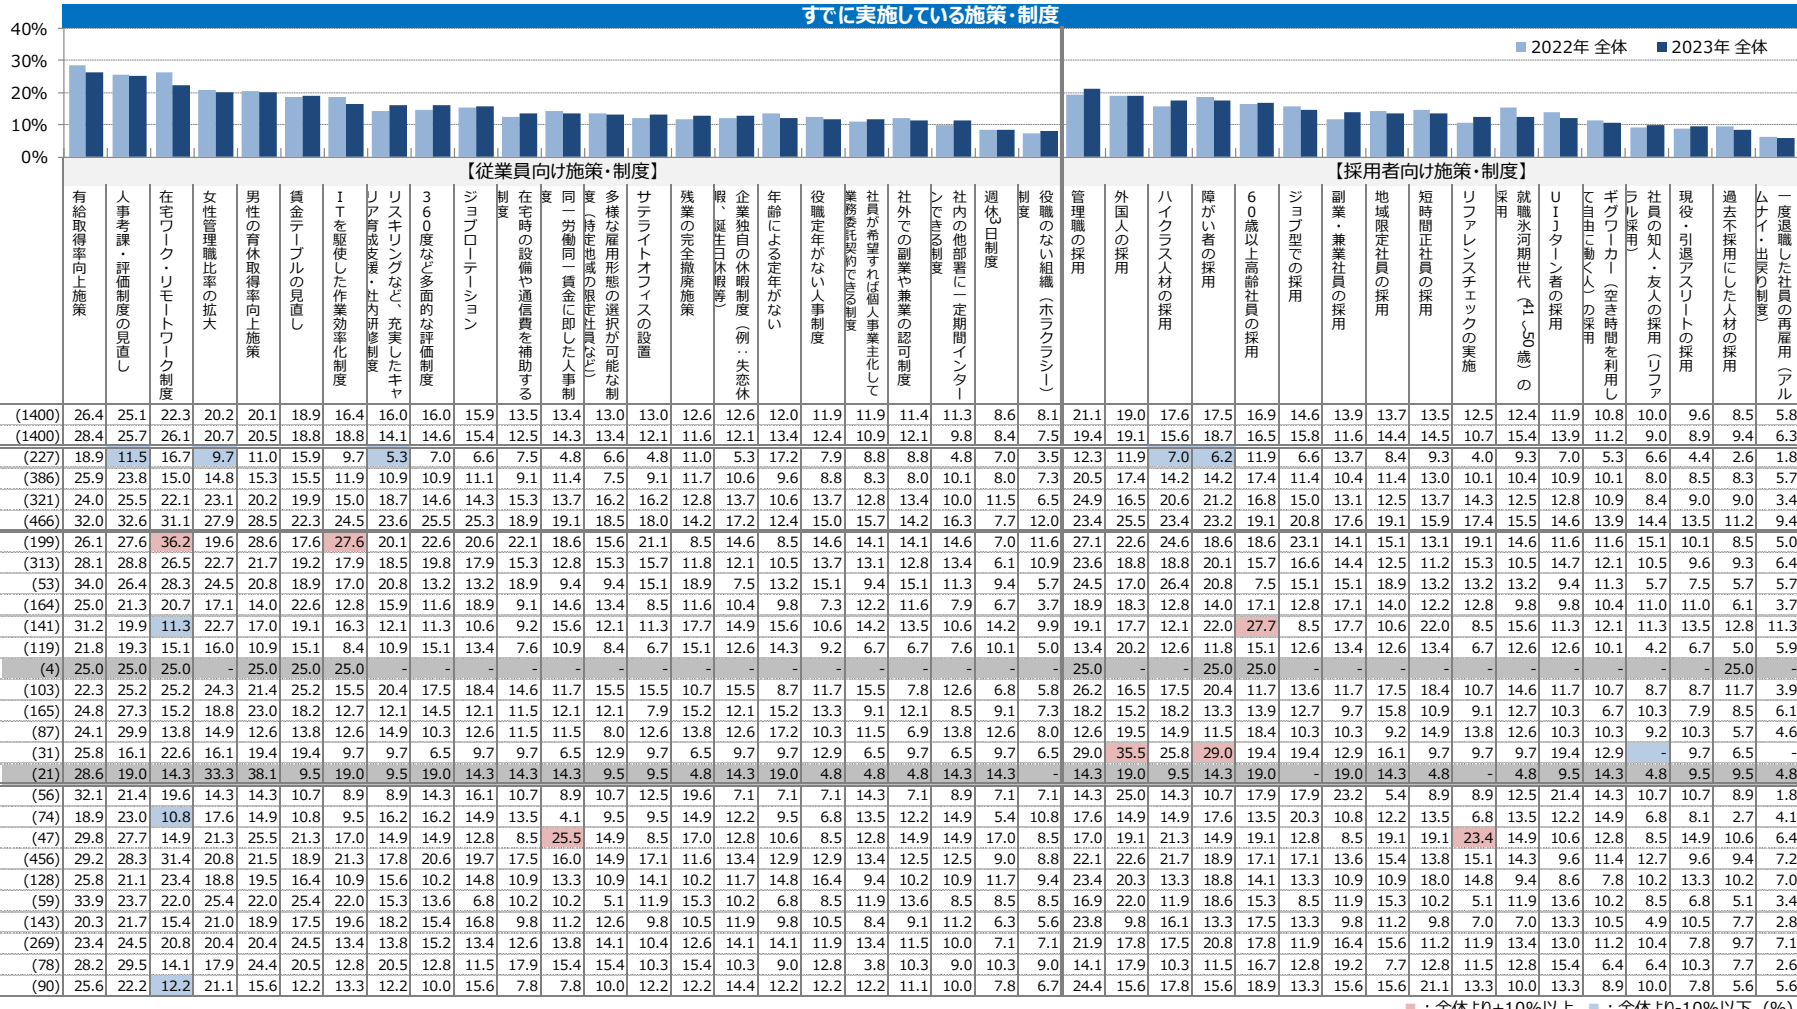 すでに実施している施策・制度
40%
30%
20%
10%
0%
2022年 全体
2023年 全体
【従業員向け施策・制度】
【採用者向け施策・制度】
有給取得率向上施策
人事考課・評価制度の見直し
在宅ワーク・リモートワーク制度
女性管理職比率の拡大
男性の育休取得率向上施策
賃金テーブルの見直し
ITを駆使した作業効率化制度
リスキリングなど、充実したキャ
リア育成支援・社内研修制度
360度など多面的な評価制度
ジョブローテーション
在宅時の設備や通信費を補助する
制度
同一労働同一賃金に即した人事制
度
多様な雇用形態の選択が可能な制
度（特定地域の限定社員など）
サテライトオフィスの設置
残業の完全撤廃施策
企業独自の休暇制度（例：失恋休
暇、誕生日休暇等）
年齢による定年がない
役職定年がない人事制度
社員が希望すれば個人事業主化して
業務委託契約できる制度
社外での副業や兼業の認可制度
社内の他部署に一定期間インター
ンできる制度
週休3日制度
役職のない組織（ホラクラシー）
制度
管理職の採用
外国人の採用
ハイクラス人材の採用
障がい者の採用
60歳以上高齢社員の採用
ジョブ型での採用
副業・兼業社員の採用
地域限定社員の採用
短時間正社員の採用
リファレンスチェックの実施
就職氷河期世代（41～50歳）の
採用
UIJターン者の採用
ギグワーカー（空き時間を利用し
て自由に働く人）の採用
社員の知人・友人の採用（リファ
ラル採用）
現役・引退アスリートの採用
過去不採用にした人材の採用
一度退職した社員の再雇用（アル
ムナイ・出戻り制度）
(1400) 26.4 25.1 22.3 20.2 20.1 18.9 16.4 16.0 16.0 15.9 13.5 13.4 13.0 13.0 12.6 12.6 12.0 11.9 11.9 11.4 11.3 8.6 8.1 21.1 19.0 17.6 17.5 16.9 14.6 13.9 13.7 13.5 12.5 12.4 11.9 10.8 10.0 9.6 8.5 5.8
(1400) 28.4 25.7 26.1 20.7 20.5 18.8 18.8 14.1 14.6 15.4 12.5 14.3 13.4 12.1 11.6 12.1 13.4 12.4 10.9 12.1 9.8 8.4 7.5 19.4 19.1 15.6 18.7 16.5 15.8 11.6 14.4 14.5 10.7 15.4 13.9 11.2 9.0 8.9 9.4 6.3
(227) 18.9 11.5 16.7 9.7 11.0 15.9 9.7 5.3 7.0 6.6 7.5 4.8 6.6 4.8 11.0 5.3 17.2 7.9 8.8 8.8 4.8 7.0 3.5 12.3 11.9 7.0 6.2 11.9 6.6 13.7 8.4 9.3 4.0 9.3 7.0 5.3 6.6 4.4 2.6 1.8
(386) 25.9 23.8 15.0 14.8 15.3 15.5 11.9 10.9 10.9 11.1 9.1 11.4 7.5 9.1 11.7 10.6 9.6 8.8 8.3 8.0 10.1 8.0 7.3 20.5 17.4 14.2 14.2 17.4 11.4 10.4 11.4 13.0 10.1 10.4 10.9 10.1 8.0 8.5 8.3 5.7
(321) 24.0 25.5 22.1 23.1 20.2 19.9 15.0 18.7 14.6 14.3 15.3 13.7 16.2 16.2 12.8 13.7 10.6 13.7 12.8 13.4 10.0 11.5 6.5 24.9 16.5 20.6 21.2 16.8 15.0 13.1 12.5 13.7 14.3 12.5 12.8 10.9 8.4 9.0 9.0 3.4
(466) 32.0 32.6 31.1 27.9 28.5 22.3 24.5 23.6 25.5 25.3 18.9 19.1 18.5 18.0 14.2 17.2 12.4 15.0 15.7 14.2 16.3 7.7 12.0 23.4 25.5 23.4 23.2 19.1 20.8 17.6 19.1 15.9 17.4 15.5 14.6 13.9 14.4 13.5 11.2 9.4
(199) 26.1 27.6 36.2 19.6 28.6 17.6 27.6 20.1 22.6 20.6 22.1 18.6 15.6 21.1 8.5 14.6 8.5 14.6 14.1 14.1 14.6 7.0 11.6 27.1 22.6 24.6 18.6 18.6 23.1 14.1 15.1 13.1 19.1 14.6 11.6 11.6 15.1 10.1 8.5 5.0
(313) 28.1 28.8 26.5 22.7 21.7 19.2 17.9 18.5 19.8 17.9 15.3 12.8 15.3 15.7 11.8 12.1 10.5 13.7 13.1 12.8 13.4 6.1 10.9 23.6 18.8 18.8 20.1 15.7 16.6 14.4 12.5 11.2 15.3 10.5 14.7 12.1 10.5 9.6 9.3 6.4
(53) 34.0 26.4 28.3 24.5 20.8 18.9 17.0 20.8 13.2 13.2 18.9 9.4 9.4 15.1 18.9 7.5 13.2 15.1 9.4 15.1 11.3 9.4 5.7 24.5 17.0 26.4 20.8 7.5 15.1 15.1 18.9 13.2 13.2 13.2 9.4 11.3 5.7 7.5 5.7 5.7
(164) 25.0 21.3 20.7 17.1 14.0 22.6 12.8 15.9 11.6 18.9 9.1 14.6 13.4 8.5 11.6 10.4 9.8 7.3 12.2 11.6 7.9 6.7 3.7 18.9 18.3 12.8 14.0 17.1 12.8 17.1 14.0 12.2 12.8 9.8 9.8 10.4 11.0 11.0 6.1 3.7
(141) 31.2 19.9 11.3 22.7 17.0 19.1 16.3 12.1 11.3 10.6 9.2 15.6 12.1 11.3 17.7 14.9 15.6 10.6 14.2 13.5 10.6 14.2 9.9 19.1 17.7 12.1 22.0 27.7 8.5 17.7 10.6 22.0 8.5 15.6 11.3 12.1 11.3 13.5 12.8 11.3
(119) 21.8 19.3 15.1 16.0 10.9 15.1 8.4 10.9 15.1 13.4 7.6 10.9 8.4 6.7 15.1 12.6 14.3 9.2 6.7 6.7 7.6 10.1 5.0 13.4 20.2 12.6 11.8 15.1 12.6 13.4 12.6 13.4 6.7 12.6 12.6 10.1 4.2 6.7 5.0 5.9
(4) 25.0 25.0 25.0 - 25.0 25.0 25.0 - - - - - - - - - - - - - - - - 25.0 - - 25.0 25.0 - - - - - - - - - - 25.0 -
(103) 22.3 25.2 25.2 24.3 21.4 25.2 15.5 20.4 17.5 18.4 14.6 11.7 15.5 15.5 10.7 15.5 8.7 11.7 15.5 7.8 12.6 6.8 5.8 26.2 16.5 17.5 20.4 11.7 13.6 11.7 17.5 18.4 10.7 14.6 11.7 10.7 8.7 8.7 11.7 3.9
(165) 24.8 27.3 15.2 18.8 23.0 18.2 12.7 12.1 14.5 12.1 11.5 12.1 12.1 7.9 15.2 12.1 15.2 13.3 9.1 12.1 8.5 9.1 7.3 18.2 15.2 18.2 13.3 13.9 12.7 9.7 15.8 10.9 9.1 12.7 10.3 6.7 10.3 7.9 8.5 6.1
(87) 24.1 29.9 13.8 14.9 12.6 13.8 12.6 14.9 10.3 12.6 11.5 11.5 8.0 12.6 13.8 12.6 17.2 10.3 11.5 6.9 13.8 12.6 8.0 12.6 19.5 14.9 11.5 18.4 10.3 10.3 9.2 14.9 13.8 12.6 10.3 10.3 9.2 10.3 5.7 4.6
(31) 25.8 16.1 22.6 16.1 19.4 19.4 9.7 9.7 6.5 9.7 9.7 6.5 12.9 9.7 6.5 9.7 9.7 12.9 6.5 9.7 6.5 9.7 6.5 29.0 35.5 25.8 29.0 19.4 19.4 12.9 16.1 9.7 9.7 9.7 19.4 12.9 - 9.7 6.5 -
(21) 28.6 19.0 14.3 33.3 38.1 9.5 19.0 9.5 19.0 14.3 14.3 14.3 9.5 9.5 4.8 14.3 19.0 4.8 4.8 4.8 14.3 14.3 - 14.3 19.0 9.5 14.3 19.0 - 19.0 14.3 4.8 - 4.8 9.5 14.3 4.8 9.5 9.5 4.8
(56) 32.1 21.4 19.6 14.3 14.3 10.7 8.9 8.9 14.3 16.1 10.7 8.9 10.7 12.5 19.6 7.1 7.1 7.1 14.3 7.1 8.9 7.1 7.1 14.3 25.0 14.3 10.7 17.9 17.9 23.2 5.4 8.9 8.9 12.5 21.4 14.3 10.7 10.7 8.9 1.8
(74) 18.9 23.0 10.8 17.6 14.9 10.8 9.5 16.2 16.2 14.9 13.5 4.1 9.5 9.5 14.9 12.2 9.5 6.8 13.5 12.2 14.9 5.4 10.8 17.6 14.9 14.9 17.6 13.5 20.3 10.8 12.2 13.5 6.8 13.5 12.2 14.9 6.8 8.1 2.7 4.1
(47) 29.8 27.7 14.9 21.3 25.5 21.3 17.0 14.9 14.9 12.8 8.5 25.5 14.9 8.5 17.0 12.8 10.6 8.5 12.8 14.9 14.9 17.0 8.5 17.0 19.1 21.3 14.9 19.1 12.8 8.5 19.1 19.1 23.4 14.9 10.6 12.8 8.5 14.9 10.6 6.4
(456) 29.2 28.3 31.4 20.8 21.5 18.9 21.3 17.8 20.6 19.7 17.5 16.0 14.9 17.1 11.6 13.4 12.9 12.9 13.4 12.5 12.5 9.0 8.8 22.1 22.6 21.7 18.9 17.1 17.1 13.6 15.4 13.8 15.1 14.3 9.6 11.4 12.7 9.6 9.4 7.2
(128) 25.8 21.1 23.4 18.8 19.5 16.4 10.9 15.6 10.2 14.8 10.9 13.3 10.9 14.1 10.2 11.7 14.8 16.4 9.4 10.2 10.9 11.7 9.4 23.4 20.3 13.3 18.8 14.1 13.3 10.9 10.9 18.0 14.8 9.4 8.6 7.8 10.2 13.3 10.2 7.0
(59) 33.9 23.7 22.0 25.4 22.0 25.4 22.0 15.3 13.6 6.8 10.2 10.2 5.1 11.9 15.3 10.2 6.8 8.5 11.9 13.6 8.5 8.5 8.5 16.9 22.0 11.9 18.6 15.3 8.5 11.9 15.3 10.2 5.1 11.9 13.6 10.2 8.5 6.8 5.1 3.4
(143) 20.3 21.7 15.4 21.0 18.9 17.5 19.6 18.2 15.4 16.8 9.8 11.2 12.6 9.8 10.5 11.9 9.8 10.5 8.4 9.1 11.2 6.3 5.6 23.8 9.8 16.1 13.3 17.5 13.3 9.8 11.2 9.8 7.0 7.0 13.3 10.5 4.9 10.5 7.7 2.8
(269) 23.4 24.5 20.8 20.4 20.4 24.5 13.4 13.8 15.2 13.4 12.6 13.8 14.1 10.4 12.6 14.1 14.1 11.9 13.4 11.5 10.0 7.1 7.1 21.9 17.8 17.5 20.8 17.8 11.9 16.4 15.6 11.2 11.9 13.4 13.0 11.2 10.4 7.8 9.7 7.1
(78) 28.2 29.5 14.1 17.9 24.4 20.5 12.8 20.5 12.8 11.5 17.9 15.4 15.4 10.3 15.4 10.3 9.0 12.8 3.8 10.3 9.0 10.3 9.0 14.1 17.9 10.3 11.5 16.7 12.8 19.2 7.7 12.8 11.5 12.8 15.4 6.4 6.4 10.3 7.7 2.6
(90) 25.6 22.2 12.2 21.1 15.6 12.2 13.3 12.2 10.0 15.6 7.8 7.8 10.0 12.2 12.2 14.4 12.2 12.2 12.2 11.1 10.0 7.8 6.7 24.4 15.6 17.8 15.6 18.9 13.3 15.6 15.6 21.1 13.3 10.0 13.3 8.9 10.0 7.8 5.6 5.6
：全体より+10%以上 ：全体より-10%以下 (%)